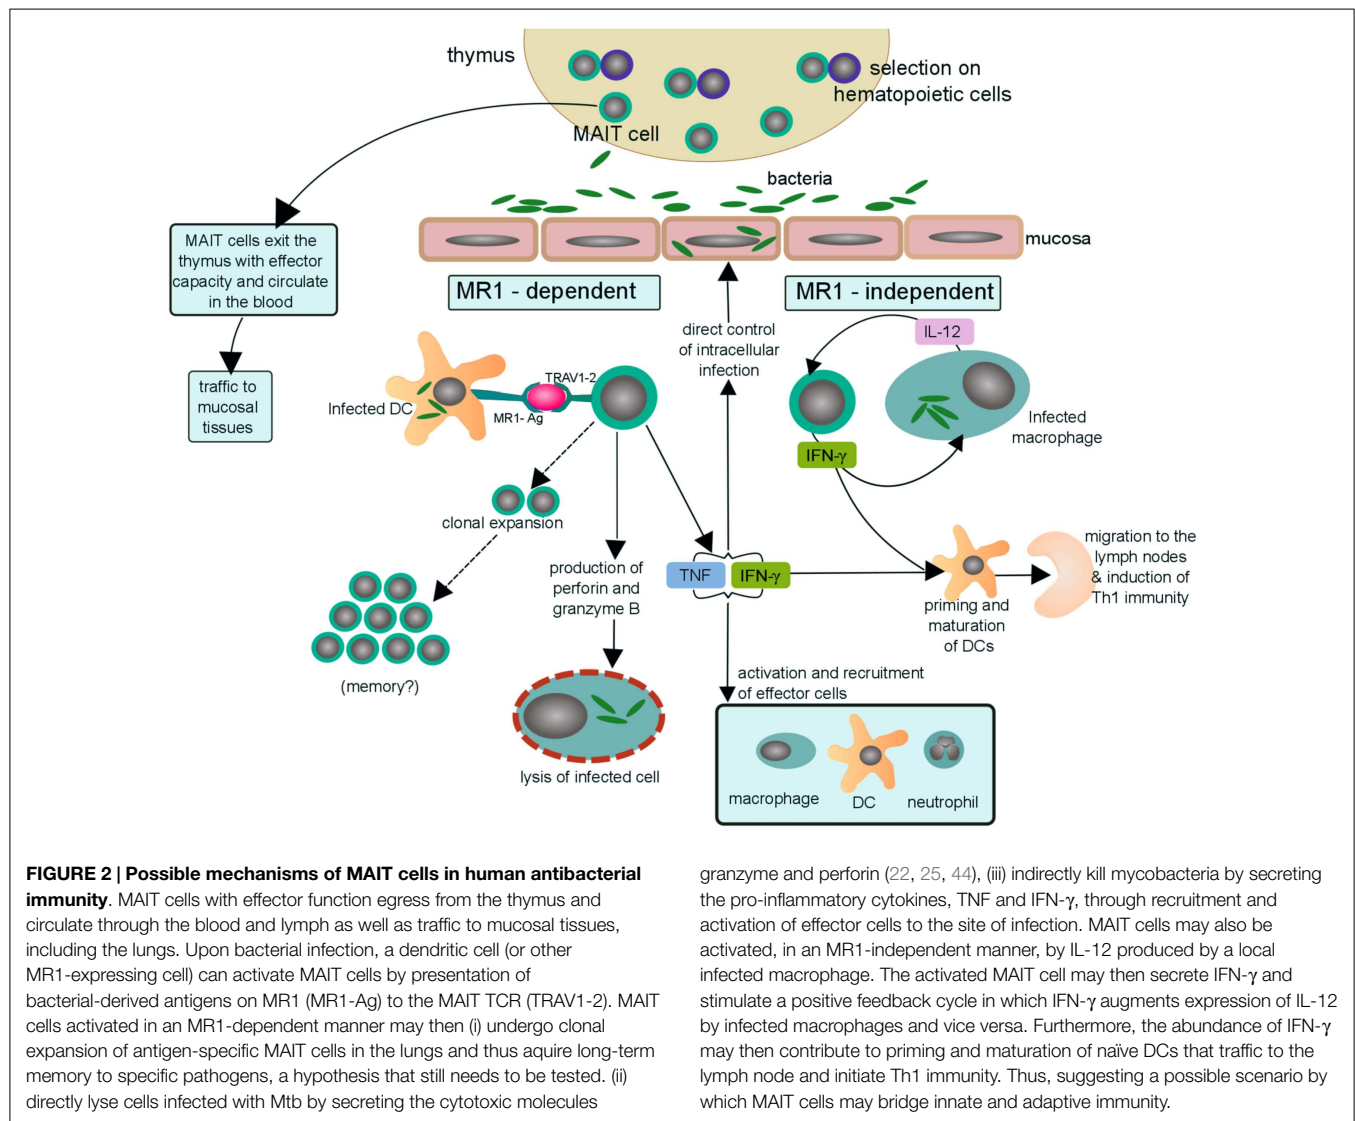 thymus
selection on
hematopoietic cells
MAIT cell
bacteria
mucosa
MAIT cells exit the
thymus with effector
capacity and circulate
in the blood
traffic to
mucosal
tissues
MR1 - dependent
MR1 - independent
direct control
of intracellular
infection
IL-12
TRAV1-2
Infected DC
MR1- Ag
Infected
macrophage
IFN-γ
clonal expansion
production of
perforin and
granzyme B
TNF
IFN-γ
priming and
maturation
of DCs
migration to the
lymph nodes
& induction of
Th1 immunity
(memory?)
lysis of infected cell
activation and recruitment
of effector cells
macrophage
DC
neutrophil
FIGURE 2 | Possible mechanisms of MAIT cells in human antibacterial
immunity. MAIT cells with effector function egress from the thymus and
circulate through the blood and lymph as well as traffic to mucosal tissues,
including the lungs. Upon bacterial infection, a dendritic cell (or other
MR1-expressing cell) can activate MAIT cells by presentation of
bacterial-derived antigens on MR1 (MR1-Ag) to the MAIT TCR (TRAV1-2). MAIT
cells activated in an MR1-dependent manner may then (i) undergo clonal
expansion of antigen-specific MAIT cells in the lungs and thus aquire long-term
memory to specific pathogens, a hypothesis that still needs to be tested. (ii)
directly lyse cells infected with Mtb by secreting the cytotoxic molecules
granzyme and perforin (22, 25, 44), (iii) indirectly kill mycobacteria by secreting
the pro-inflammatory cytokines, TNF and IFN-γ, through recruitment and
activation of effector cells to the site of infection. MAIT cells may also be
activated, in an MR1-independent manner, by IL-12 produced by a local
infected macrophage. The activated MAIT cell may then secrete IFN-γ and
stimulate a positive feedback cycle in which IFN-γ augments expression of IL-12
by infected macrophages and vice versa. Furthermore, the abundance of IFN-γ
may then contribute to priming and maturation of naïve DCs that traffic to the
lymph node and initiate Th1 immunity. Thus, suggesting a possible scenario by
which MAIT cells may bridge innate and adaptive immunity.